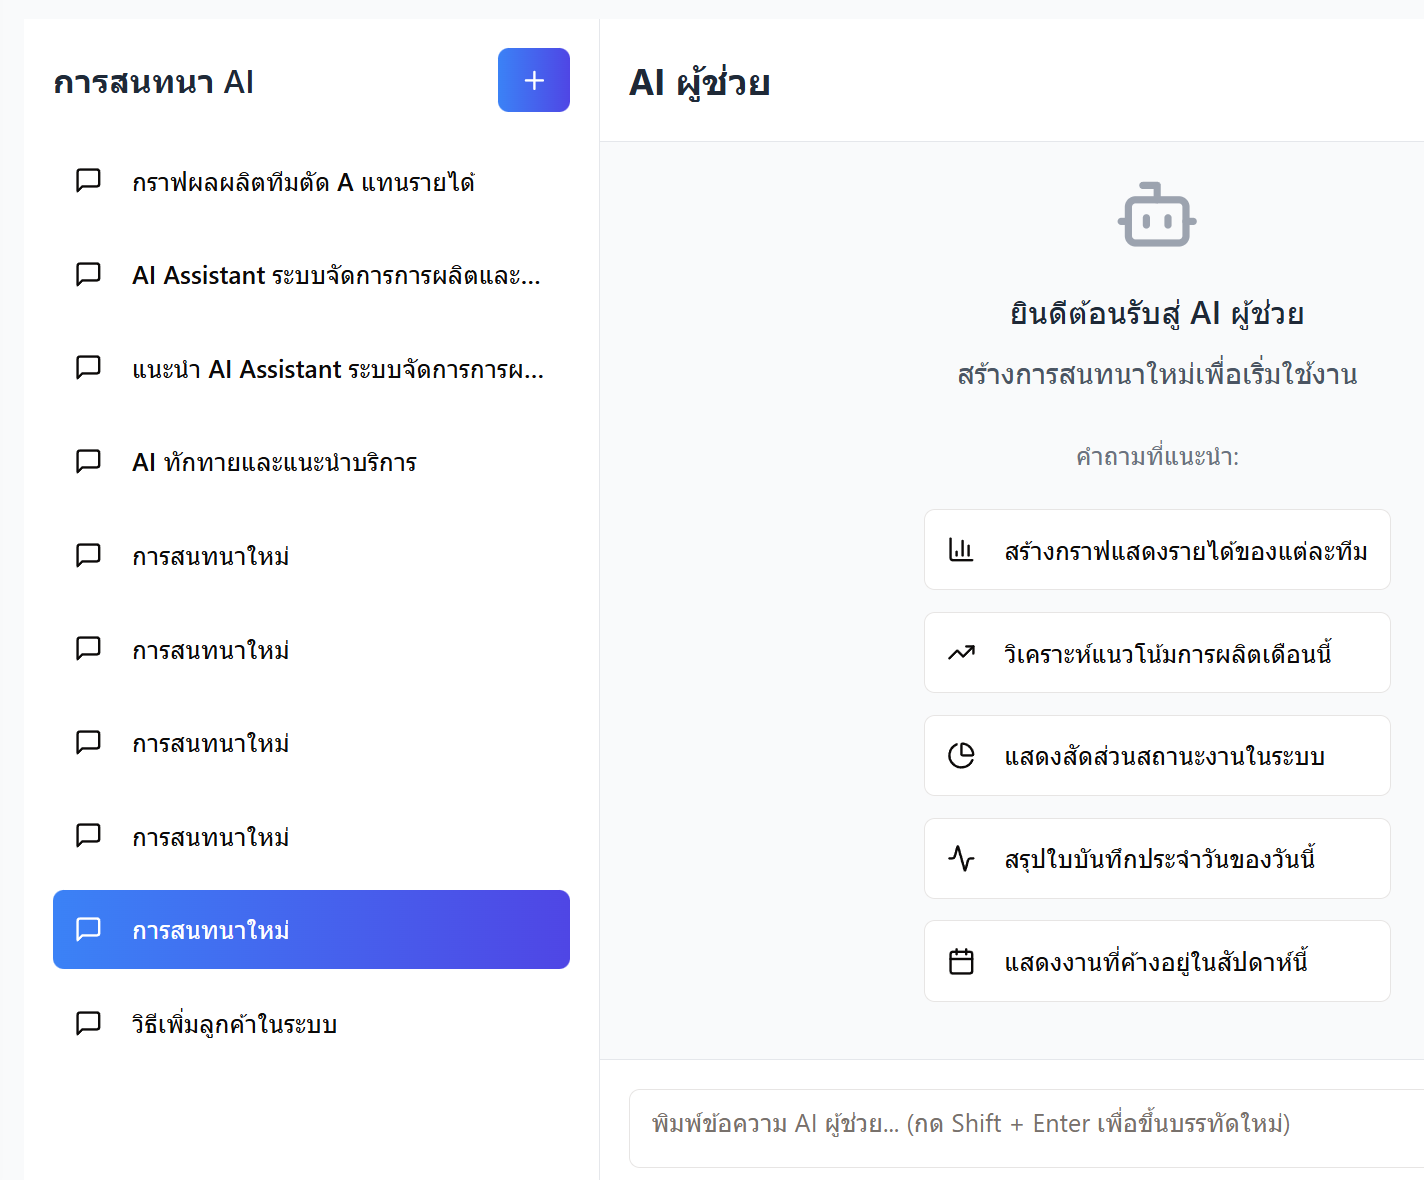 การสนทนา AI
กราฟผลผลิตทีมตัด A แทนรายได้
AI Assistant ระบบจัดการการผลิตและ...
แนะนำ AI Assistant ระบบจัดการการผ...
AI ทักทายและแนะนำบริการ
การสนทนาใหม่
การสนทนาใหม่
การสนทนาใหม่
การสนทนาใหม่
การสนทนาใหม่
วิธีเพิ่มลูกค้าในระบบ
AI ผู้ช่วย
ยินดีต้อนรับสู่ AI ผู้ช่วย
สร้างการสนทนาใหม่เพื่อเริ่มใช้งาน
คำถามที่แนะนำ:
สร้างกราฟแสดงรายได้ของแต่ละทีม
วิเคราะห์แนวโน้มการผลิตเดือนนี้
แสดงสัดส่วนสถานะงานในระบบ
สรุปใบบันทึกประจำวันของวันนี้
แสดงงานที่ค้างอยู่ในสัปดาห์นี้
พิมพ์ข้อความ AI ผู้ช่วย... (กด Shift + Enter เพื่อขึ้นบรรทัดใหม่)